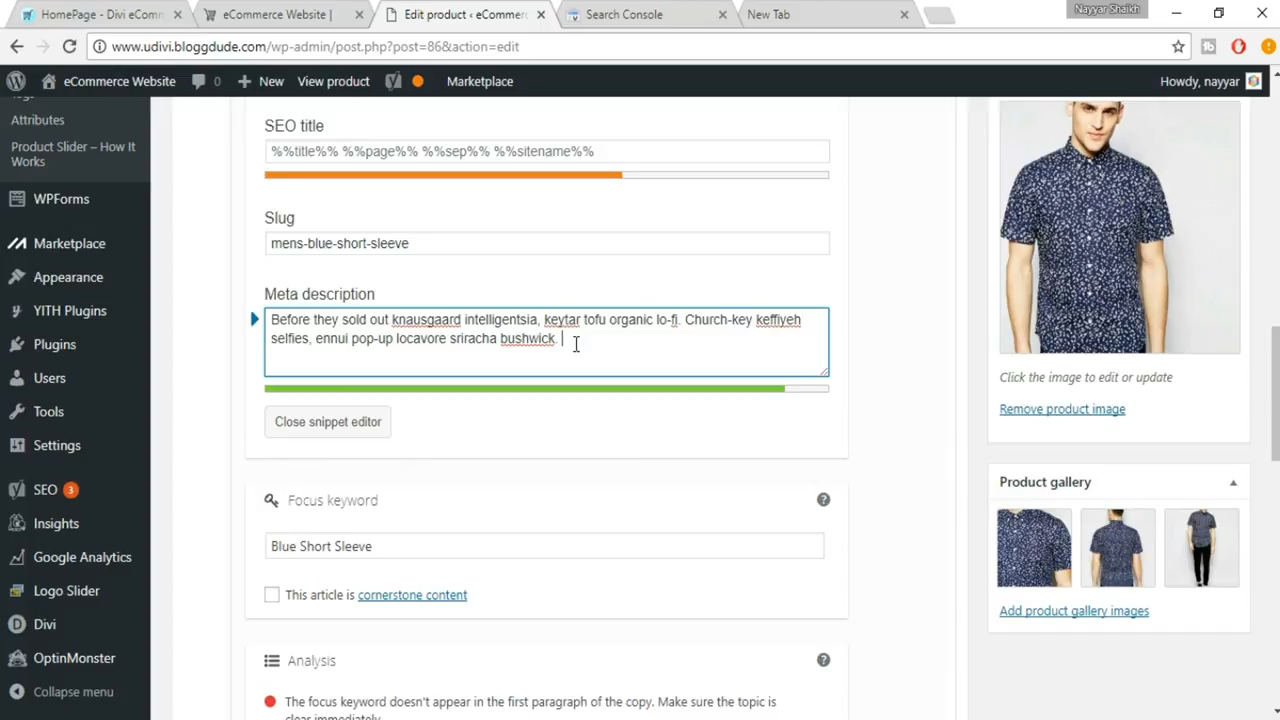 HomePage - Divi eComm
eCommerce Website |
Edit product ‹ eCommerc
Search Console
New Tab
Nayyar Shaikh
www.udivi.bloggdude.com/wp-admin/post.php?post=86&action=edit
eCommerce Website
0
New
View product
Marketplace
Howdy, nayyar
Attributes
Product Slider – How It
Works
WPForms
Marketplace
Appearance
YITH Plugins
Plugins
Users
Tools
Settings
SEO 3
Insights
Google Analytics
Logo Slider
Divi
OptinMonster
Collapse menu
SEO title
%%title%% %%page%% %%sep%% %%sitename%%
Slug
mens-blue-short-sleeve
Meta description
Before they sold out knausgaard intelligentsia, keytar tofu organic lo-fi. Church-key keffiyeh
selfies, ennui pop-up locavore sriracha bushwick.
Close snippet editor
Focus keyword
Blue Short Sleeve
This article is cornerstone content
Analysis
The focus keyword doesn't appear in the first paragraph of the copy. Make sure the topic is
clear immediately.
Click the image to edit or update
Remove product image
Product gallery
Add product gallery images